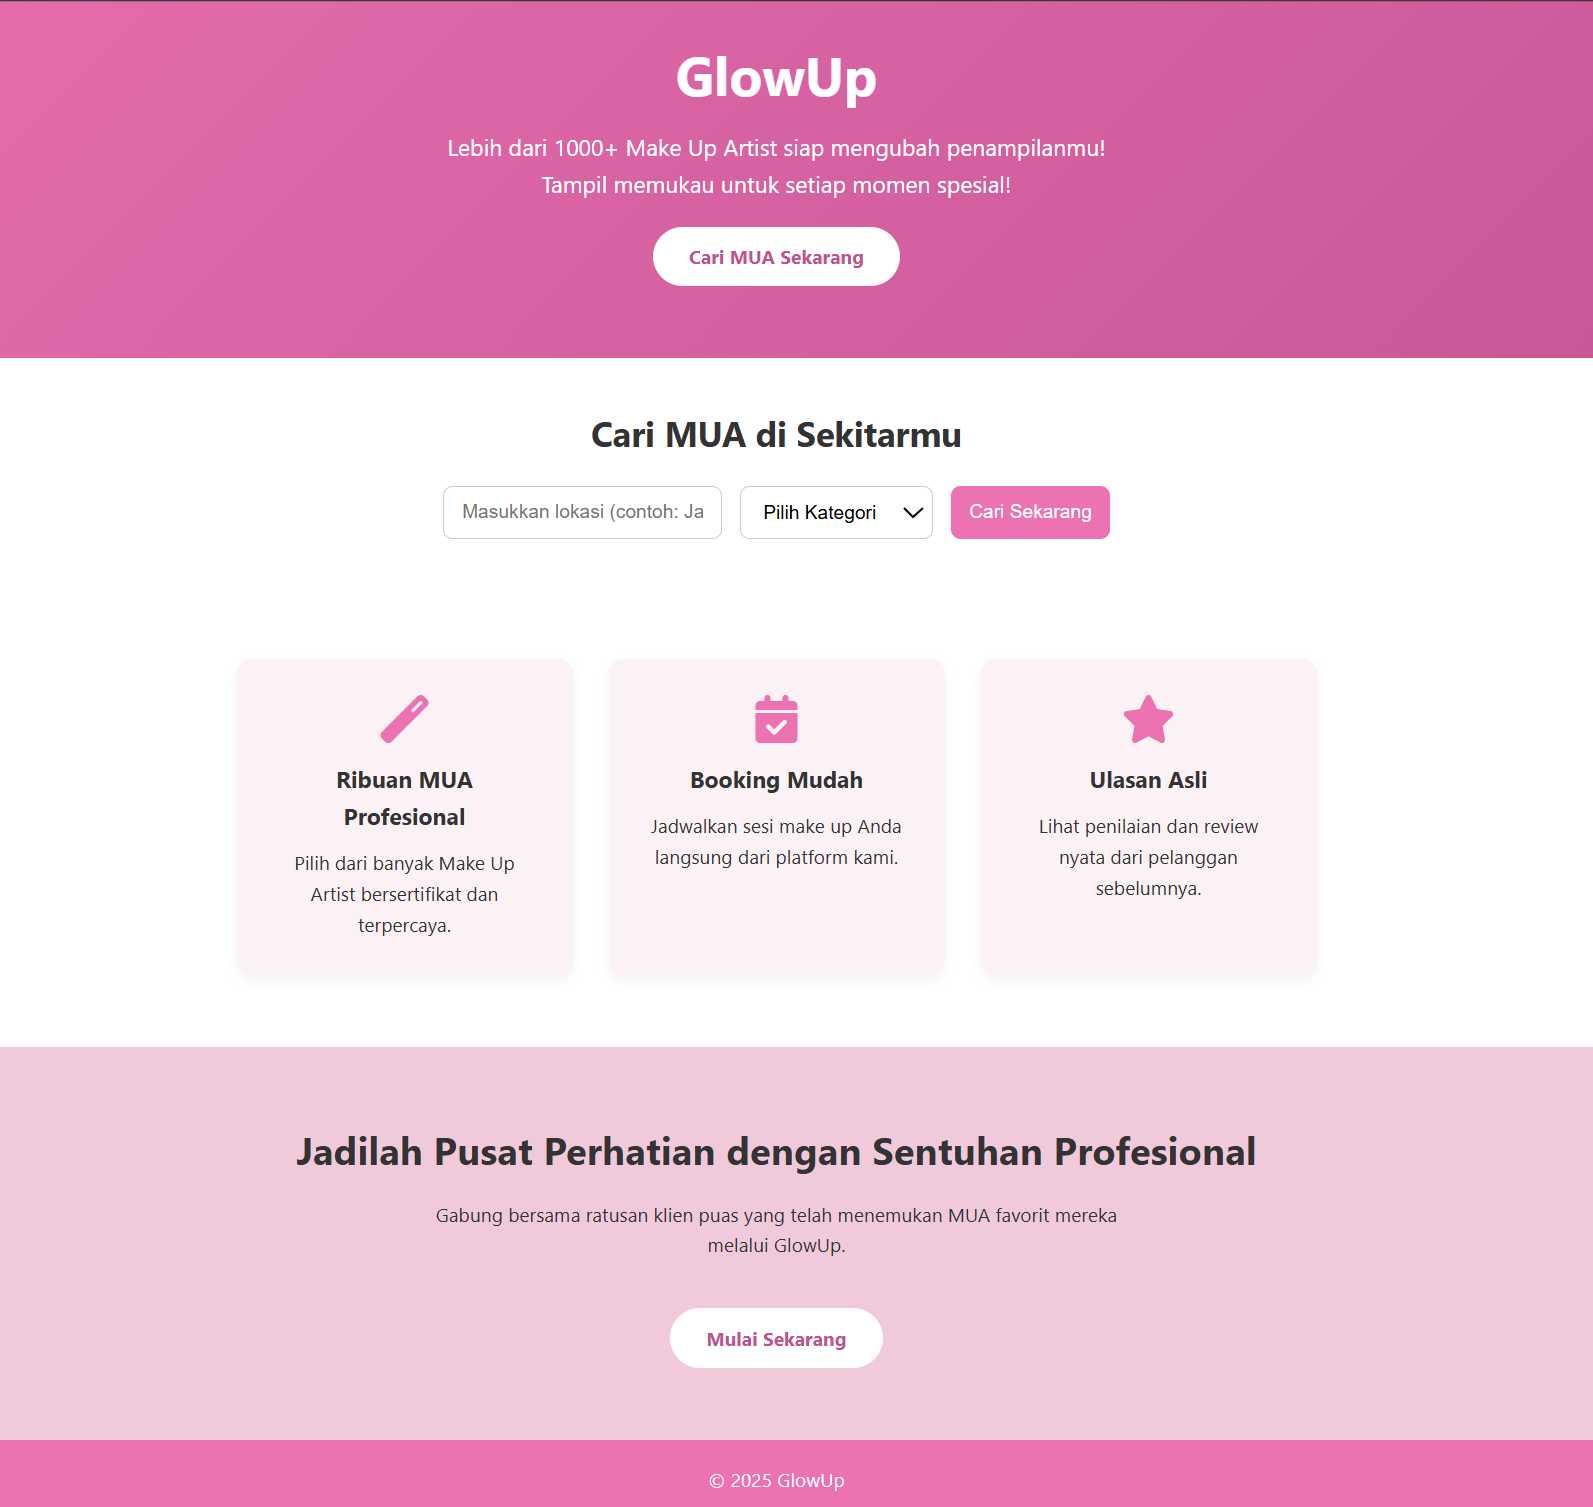 GlowUp
Lebih dari 1000+ Make Up Artist siap mengubah penampilanmu!
Tampil memukau untuk setiap momen spesial!
Cari MUA Sekarang
Cari MUA di Sekitarmu
Masukkan lokasi (contoh: Ja
Pilih Kategori
Cari Sekarang
Ribuan MUA
Profesional
Pilih dari banyak Make Up
Artist bersertifikat dan
terpercaya.
Booking Mudah
Jadwalkan sesi make up Anda
langsung dari platform kami.
Ulasan Asli
Lihat penilaian dan review
nyata dari pelanggan
sebelumnya.
Jadilah Pusat Perhatian dengan Sentuhan Profesional
Gabung bersama ratusan klien puas yang telah menemukan MUA favorit mereka
melalui GlowUp.
Mulai Sekarang
© 2025 GlowUp